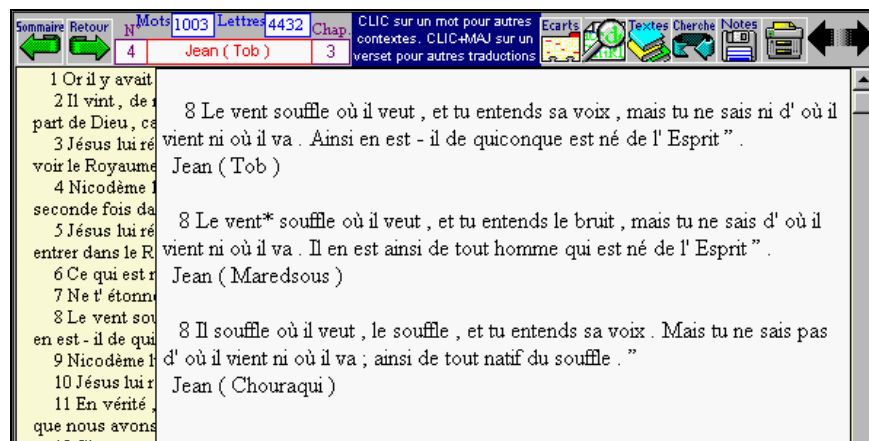 Sommaire Retour N Mots 1003 Lettres 4432 Chap. CLIC sur un mot pour autres Ecarts Textes Cherche Notes
contextes. CLIC+MAJ sur un
4 Jean ( Tob ) 3 verset pour autres traductions
1 Or il y avait
2 Il vint , de
part de Dieu , ca
3 Jésus lui ré
voir le Royaume
4 Nicodème
seconde fois da
5 Jésus lui ré
entrer dans le R
6 Ce qui est
7 Ne t' étonn
8 Le vent sou
en est - il de qui
9 Nicodème
10 Jésus lui r
11 En vérité ,
que nous avons
8 Le vent souffle où il veut , et tu entends sa voix , mais tu ne sais ni d' où il
vient ni où il va . Ainsi en est - il de quiconque est né de l' Esprit ” .
Jean ( Tob )
8 Le vent* souffle où il veut , et tu entends le bruit , mais tu ne sais d' où il
vient ni où il va . Il en est ainsi de tout homme qui est né de l' Esprit ” .
Jean ( Maredsous )
8 Il souffle où il veut , le souffle , et tu entends sa voix . Mais tu ne sais pas
d' où il vient ni où il va ; ainsi de tout natif du souffle . ”
Jean ( Chouraqui )